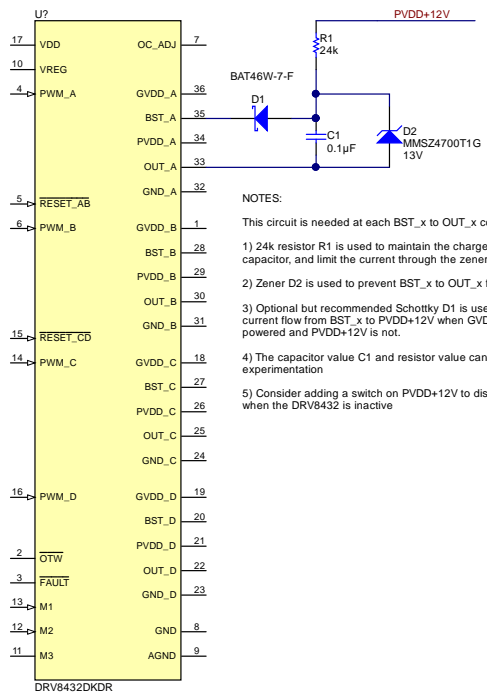 U?
17 VDD OC_ADJ 7
10 VREG
4 PWM_A GVDD_A 36
BST_A 35
PVDD_A 34
OUT_A 33
GND_A 32
5 RESET_AB
6 PWM_B GVDD_B 1
BST_B 28
PVDD_B 29
OUT_B 30
GND_B 31
15 RESET_CD
14 PWM_C GVDD_C 18
BST_C 27
PVDD_C 26
OUT_C 25
GND_C 24
16 PWM_D GVDD_D 19
BST_D 20
PVDD_D 21
2 OTW OUT_D 22
3 FAULT GND_D 23
13 M1
12 M2 GND 8
11 M3 AGND 9
DRV8432DKDR
PVDD+12V
R1
24k
BAT46W-7-F
D1
C1
0.1µF
D2
MMSZ4700T1G
13V
NOTES:
This circuit is needed at each BST_x to OUT_x
1) 24k resistor R1 is used to maintain the charge
capacitor, and limit the current through the zener
2) Zener D2 is used to prevent BST_x to OUT_x
3) Optional but recommended Schottky D1 is
current flow from BST_x to PVDD+12V when
powered and PVDD+12V is not.
4) The capacitor value C1 and resistor value can
experimentation
5) Consider adding a switch on PVDD+12V to
when the DRV8432 is inactive